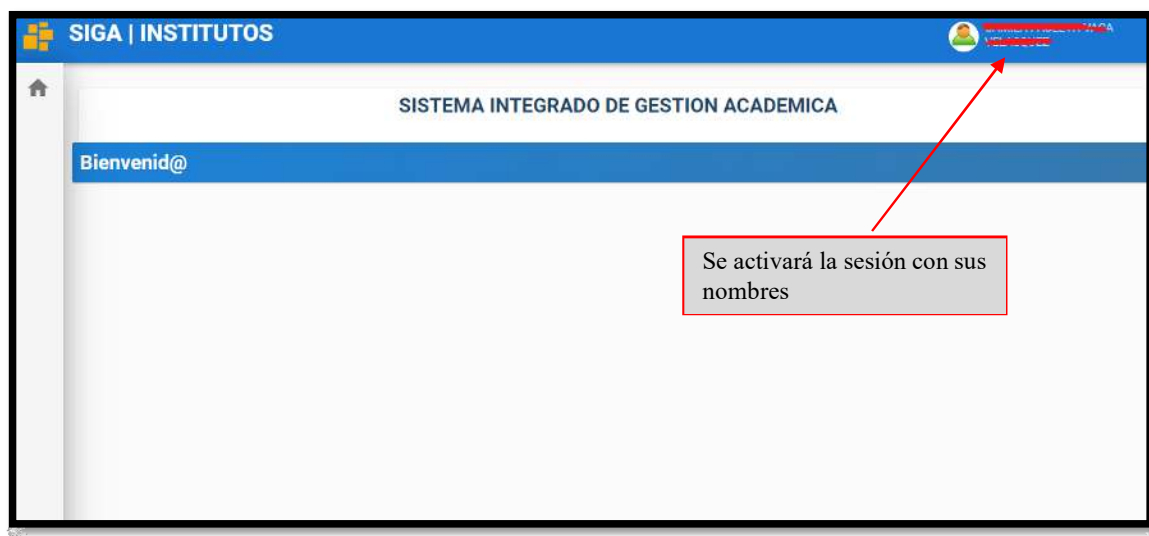 SIGA | INSTITUTOS
SISTEMA INTEGRADO DE GESTION ACADEMICA
Bienvenid@
Se activará la sesión con sus
nombres